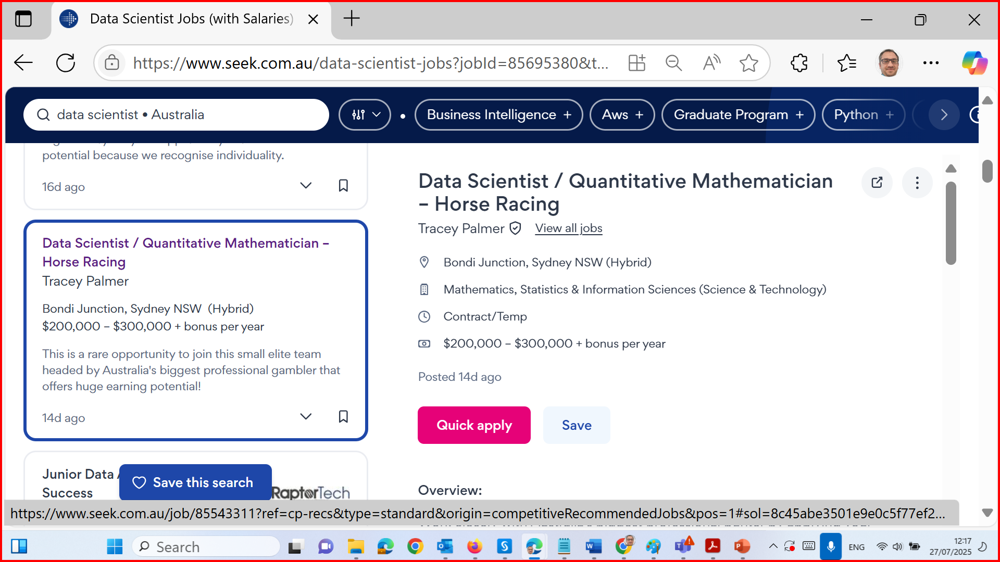 Data Scientist Jobs (with Salaries)
https://www.seek.com.au/data-scientist-jobs?jobId=85695380&t...
data scientist • Australia
Business Intelligence +
Aws +
Graduate Program +
Python +
potential because we recognise individuality.
16d ago
Data Scientist / Quantitative Mathematician –
Horse Racing
Tracey Palmer
Bondi Junction, Sydney NSW (Hybrid)
$200,000 – $300,000 + bonus per year
This is a rare opportunity to join this small elite team
headed by Australia's biggest professional gambler that
offers huge earning potential!
14d ago
Junior Data
Success
Save this search
RaptorTech
Data Scientist / Quantitative Mathematician
– Horse Racing
Tracey Palmer
View all jobs
Bondi Junction, Sydney NSW (Hybrid)
Mathematics, Statistics & Information Sciences (Science & Technology)
Contract/Temp
$200,000 – $300,000 + bonus per year
Posted 14d ago
Quick apply
Save
Overview:
https://www.seek.com.au/job/85543311?ref=cp-recs&type=standard&origin=competitiveRecommendedJobs&pos=1#sol=8c45abe3501e9e0c5f77ef2...
Search
ENG
12:17
27/07/2025